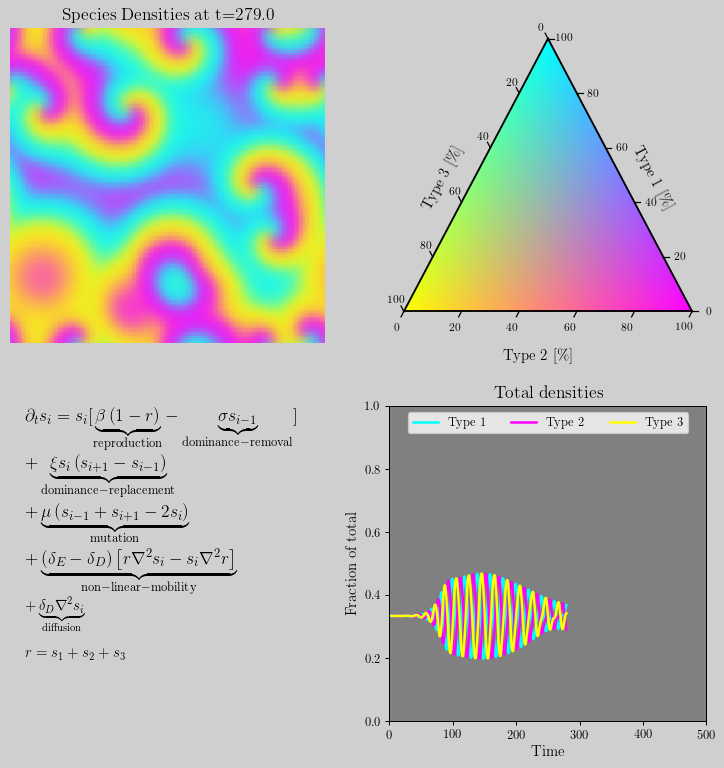 Species Densities at t=279.0
0
100
20
80
40
60
60
40
80
20
100
0
Type 3 [%]
Type 1 [%]
0 20 40 60 80 100
Type 2 [%]
∂ₜsᵢ = sᵢ[ β (1 − r) − σsᵢ₋₁ ]
reproduction dominance−removal
+ ξsᵢ (sᵢ₊₁ − sᵢ₋₁)
dominance−replacement
+ μ (sᵢ₋₁ + sᵢ₊₁ − 2sᵢ)
mutation
+ (δ_E − δ_D) [r∇²sᵢ − sᵢ∇²r]
non−linear−mobility
+ δ_D∇²sᵢ
diffusion
r = s₁ + s₂ + s₃
Total densities
Type 1 Type 2 Type 3
1.0
0.8
0.6
0.4
0.2
0.0
Fraction of total
0 100 200 300 400 500
Time